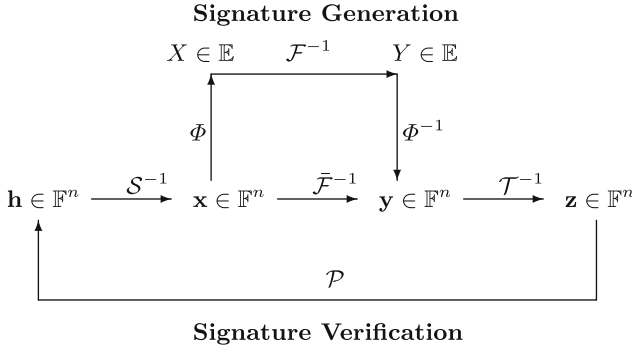 Signature Generation
X ∈ 𝔼 ℱ⁻¹ Y ∈ 𝔼
Φ Φ⁻¹
h ∈ 𝔽ⁿ 𝒮⁻¹ x ∈ 𝔽ⁿ ℱ̄⁻¹ y ∈ 𝔽ⁿ 𝒯⁻¹ z ∈ 𝔽ⁿ
𝒫
Signature Verification